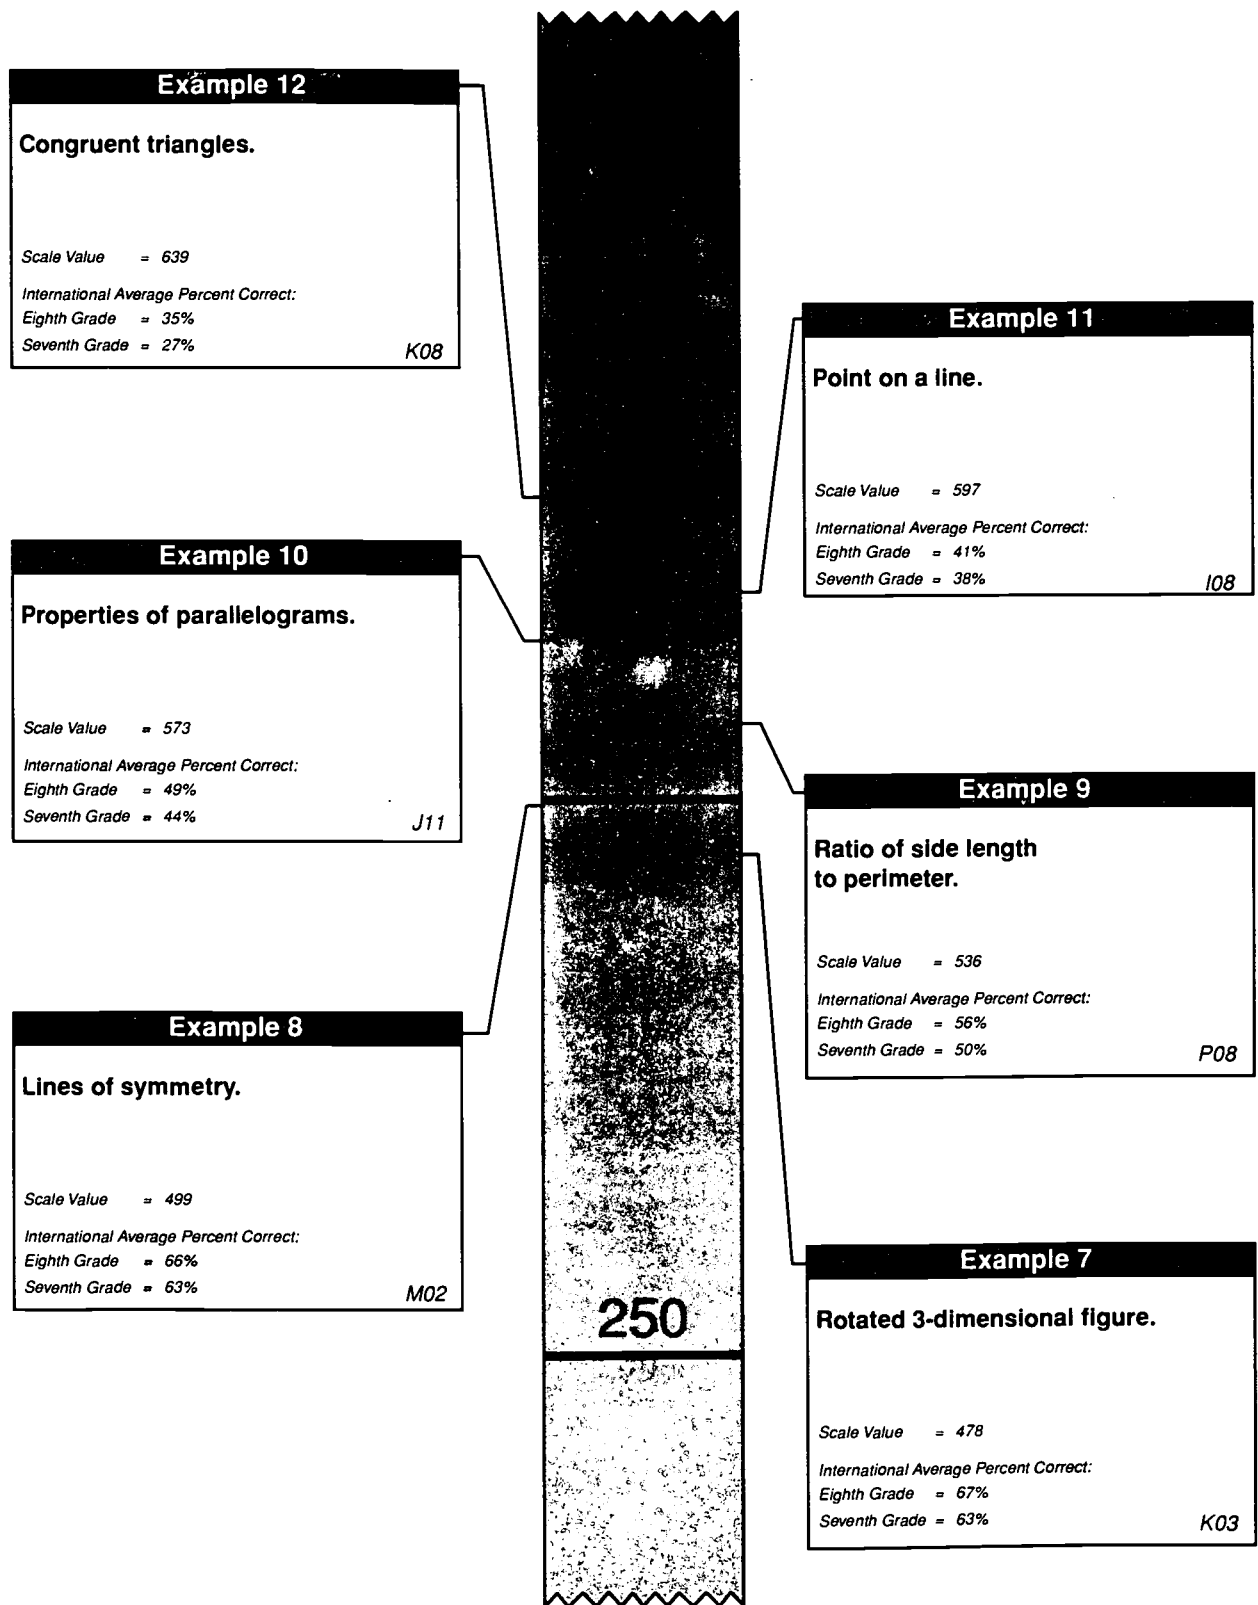 Example 12
Congruent triangles.
Scale Value = 639
International Average Percent Correct:
Eighth Grade = 35%
Seventh Grade = 27%
K08
Example 11
Point on a line.
Scale Value = 597
International Average Percent Correct:
Eighth Grade = 41%
Seventh Grade = 38%
I08
Example 10
Properties of parallelograms.
Scale Value = 573
International Average Percent Correct:
Eighth Grade = 49%
Seventh Grade = 44%
J11
Example 9
Ratio of side length
to perimeter.
Scale Value = 536
International Average Percent Correct:
Eighth Grade = 56%
Seventh Grade = 50%
P08
Example 8
Lines of symmetry.
Scale Value = 499
International Average Percent Correct:
Eighth Grade = 66%
Seventh Grade = 63%
M02
Example 7
Rotated 3-dimensional figure.
Scale Value = 478
International Average Percent Correct:
Eighth Grade = 67%
Seventh Grade = 63%
K03
250